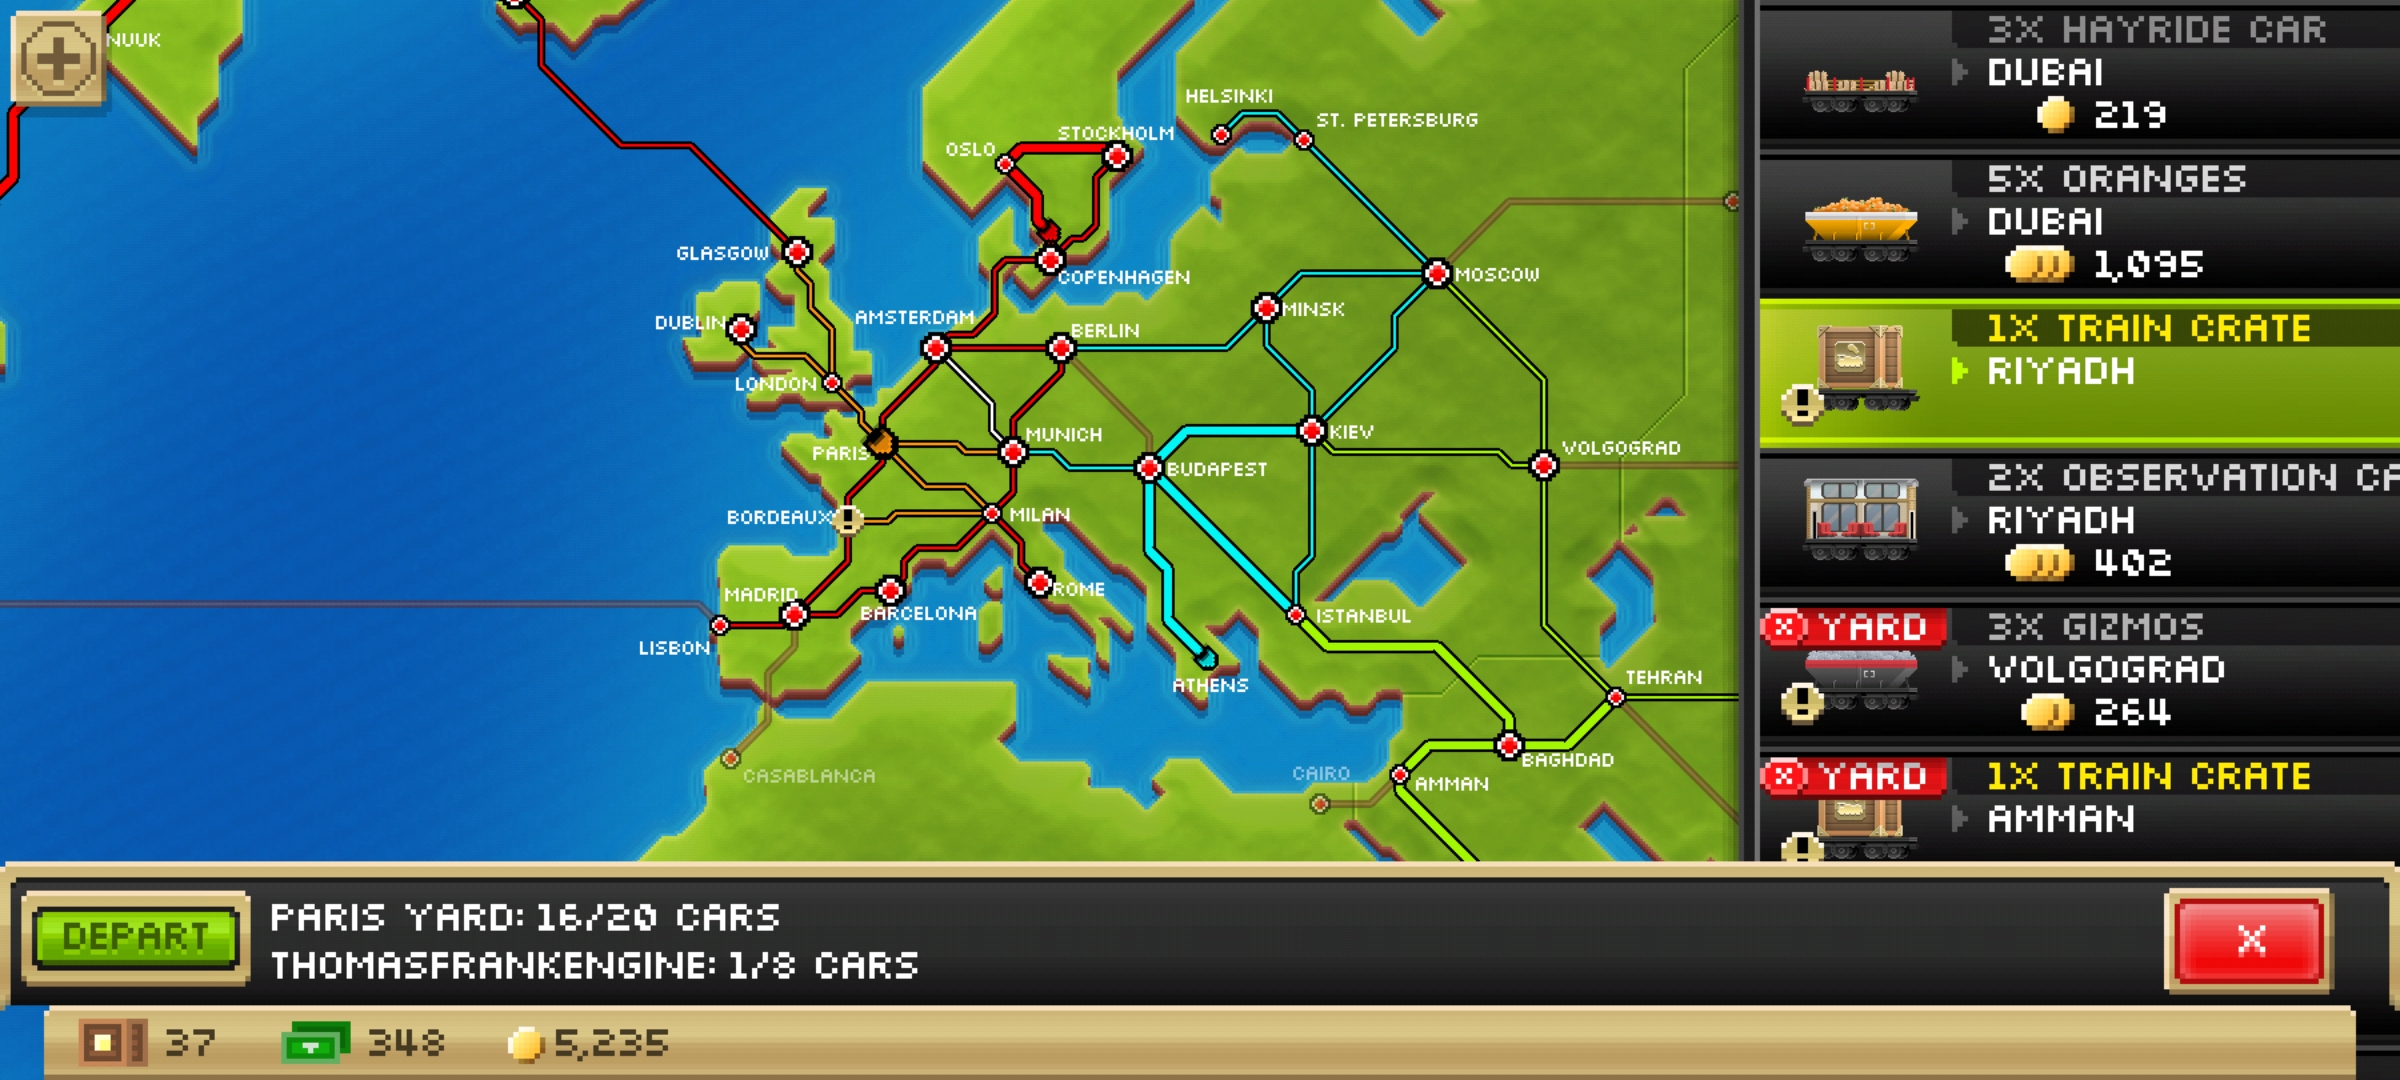 NUUK
HELSINKI
ST. PETERSBURG
STOCKHOLM
OSLO
GLASGOW
COPENHAGEN
MOSCOW
MINSK
DUBLIN
AMSTERDAM
BERLIN
LONDON
PARIS
MUNICH
KIEV
VOLGOGRAD
BUDAPEST
BORDEAUX
MILAN
MADRID
BARCELONA
ROME
ISTANBUL
LISBON
ATHENS
TEHRAN
CASABLANCA
CAIRO
AMMAN
BAGHDAD
3X HAYRIDE CAR
DUBAI
219
5X ORANGES
DUBAI
1,095
1X TRAIN CRATE
RIYADH
2X OBSERVATION CA
RIYADH
402
X YARD
3X GIZMOS
VOLGOGRAD
264
X YARD
1X TRAIN CRATE
AMMAN
DEPART
PARIS YARD: 16/20 CARS
THOMASFRANKENGINE: 1/8 CARS
X
37
348
5,235